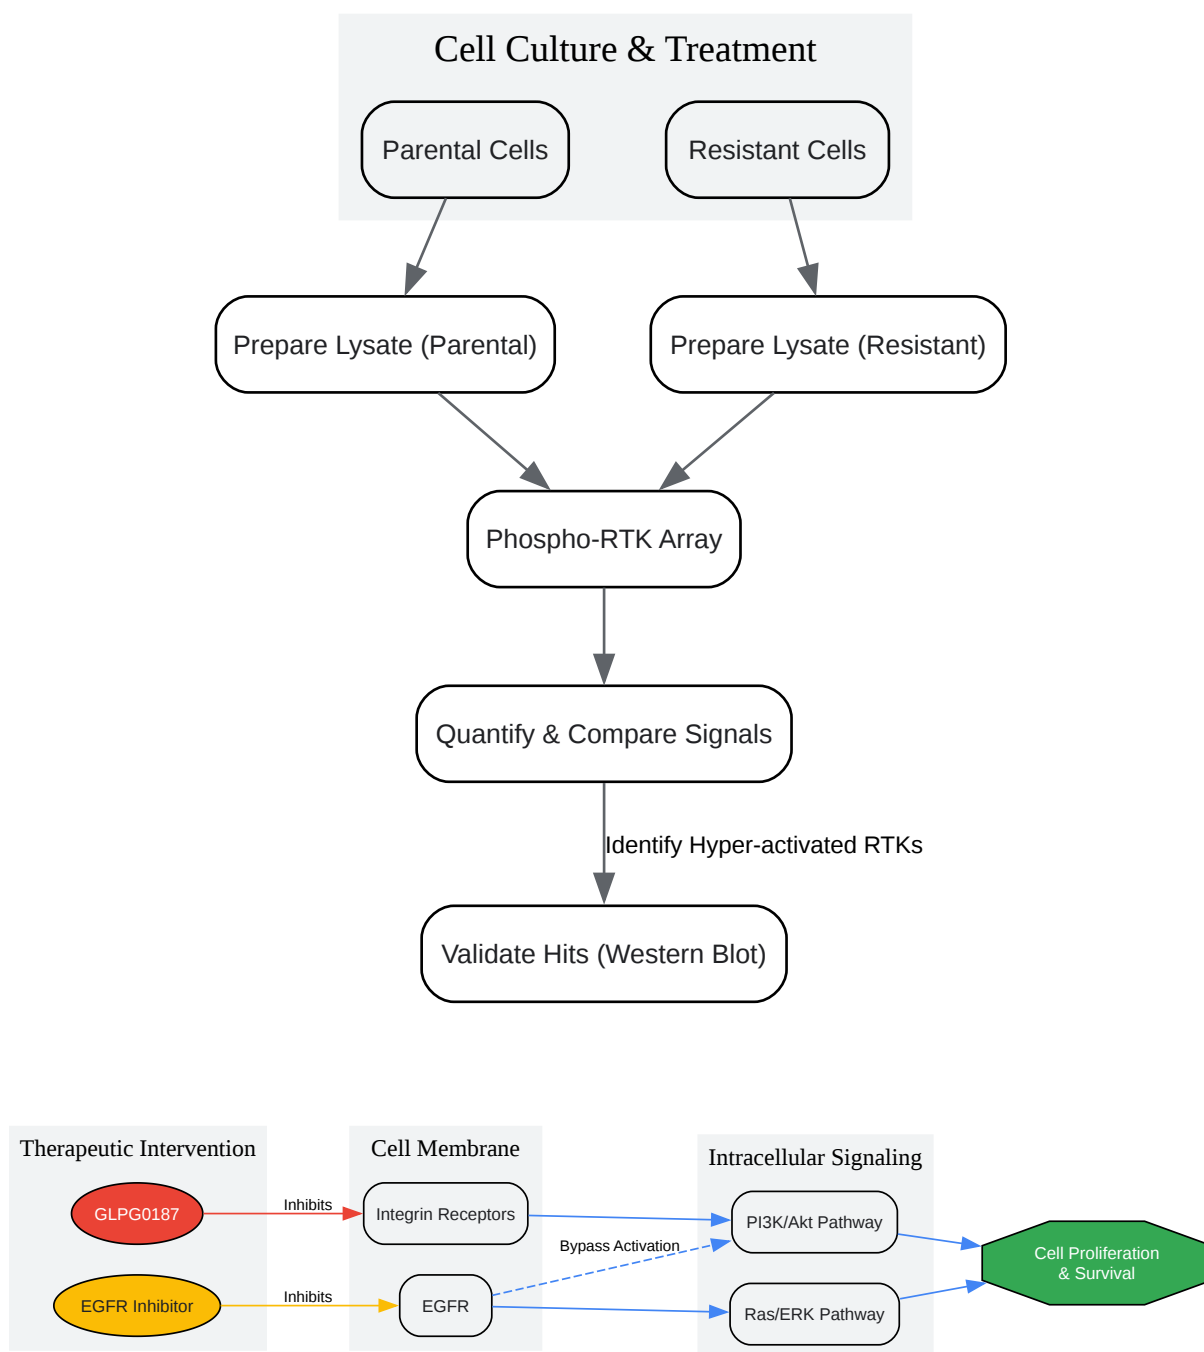 Cell Culture & Treatment
Parental Cells
Resistant Cells
Prepare Lysate (Parental)
Prepare Lysate (Resistant)
Phospho-RTK Array
Quantify & Compare Signals
Identify Hyper-activated RTKs
Validate Hits (Western Blot)
Therapeutic Intervention
Cell Membrane
Intracellular Signaling
GLPG0187
Inhibits
Integrin Receptors
PI3K/Akt Pathway
Bypass Activation
Cell Proliferation
& Survival
EGFR Inhibitor
Inhibits
EGFR
Ras/ERK Pathway